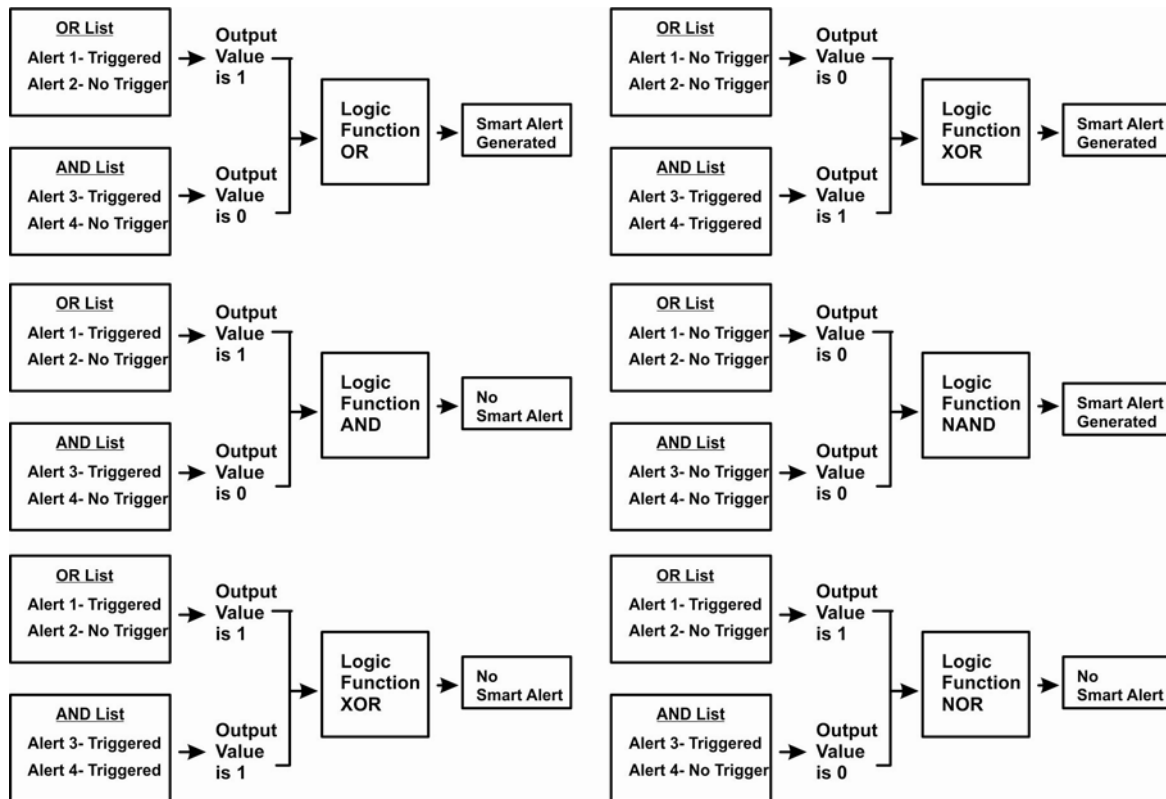 OR List
Alert 1- Triggered
Alert 2- No Trigger
Output
Value
is 1
AND List
Alert 3- Triggered
Alert 4- No Trigger
Output
Value
is 0
Logic
Function
OR
Smart Alert
Generated
OR List
Alert 1- No Trigger
Alert 2- No Trigger
Output
Value
is 0
AND List
Alert 3- Triggered
Alert 4- Triggered
Output
Value
is 1
Logic
Function
XOR
Smart Alert
Generated
OR List
Alert 1- Triggered
Alert 2- No Trigger
Output
Value
is 1
AND List
Alert 3- Triggered
Alert 4- No Trigger
Output
Value
is 0
Logic
Function
AND
No
Smart Alert
OR List
Alert 1- No Trigger
Alert 2- No Trigger
Output
Value
is 0
AND List
Alert 3- No Trigger
Alert 4- No Trigger
Output
Value
is 0
Logic
Function
NAND
Smart Alert
Generated
OR List
Alert 1- Triggered
Alert 2- No Trigger
Output
Value
is 1
AND List
Alert 3- Triggered
Alert 4- Triggered
Output
Value
is 1
Logic
Function
XOR
No
Smart Alert
OR List
Alert 1- Triggered
Alert 2- No Trigger
Output
Value
is 1
AND List
Alert 3- Triggered
Alert 4- No Trigger
Output
Value
is 0
Logic
Function
NOR
No
Smart Alert